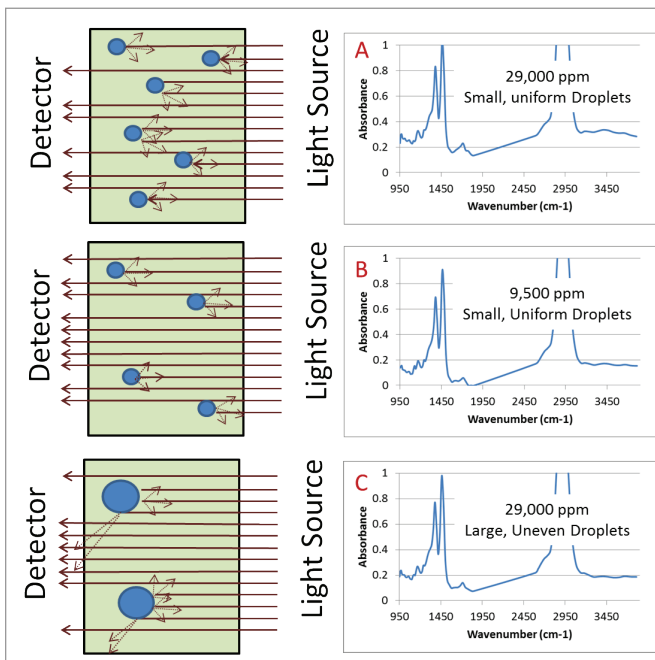 Detector
Light Source
A
29,000 ppm
Small, uniform Droplets
Absorbance
1
0.8
0.6
0.4
0.2
0
950 1450 1950 2450 2950 3450
Wavenumber (cm-1)
Detector
Light Source
B
9,500 ppm
Small, Uniform Droplets
Absorbance
1
0.8
0.6
0.4
0.2
0
950 1450 1950 2450 2950 3450
Wavenumber (cm-1)
Detector
Light Source
C
29,000 ppm
Large, Uneven Droplets
Absorbance
1
0.8
0.6
0.4
0.2
0
950 1450 1950 2450 2950 3450
Wavenumber (cm-1)